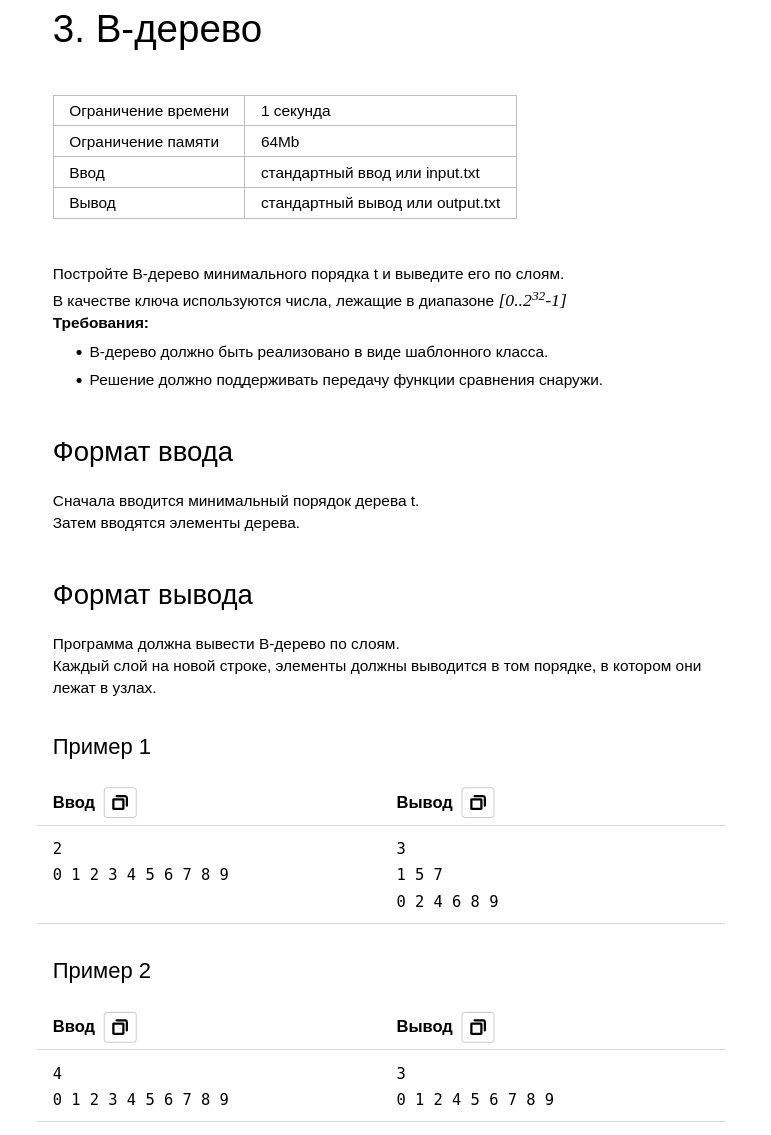 3. B-дерево
Ограничение времени 1 секунда
Ограничение памяти 64Mb
Ввод стандартный ввод или input.txt
Вывод стандартный вывод или output.txt
Постройте B-дерево минимального порядка t и выведите его по слоям.
В качестве ключа используются числа, лежащие в диапазоне [0..2³²-1]
Требования:
• B-дерево должно быть реализовано в виде шаблонного класса.
• Решение должно поддерживать передачу функции сравнения снаружи.
Формат ввода
Сначала вводится минимальный порядок дерева t.
Затем вводятся элементы дерева.
Формат вывода
Программа должна вывести B-дерево по слоям.
Каждый слой на новой строке, элементы должны выводится в том порядке, в котором они
лежат в узлах.
Пример 1
Ввод Вывод
2 3
0 1 2 3 4 5 6 7 8 9 1 5 7
0 2 4 6 8 9
Пример 2
Ввод Вывод
4 3
0 1 2 3 4 5 6 7 8 9 0 1 2 4 5 6 7 8 9